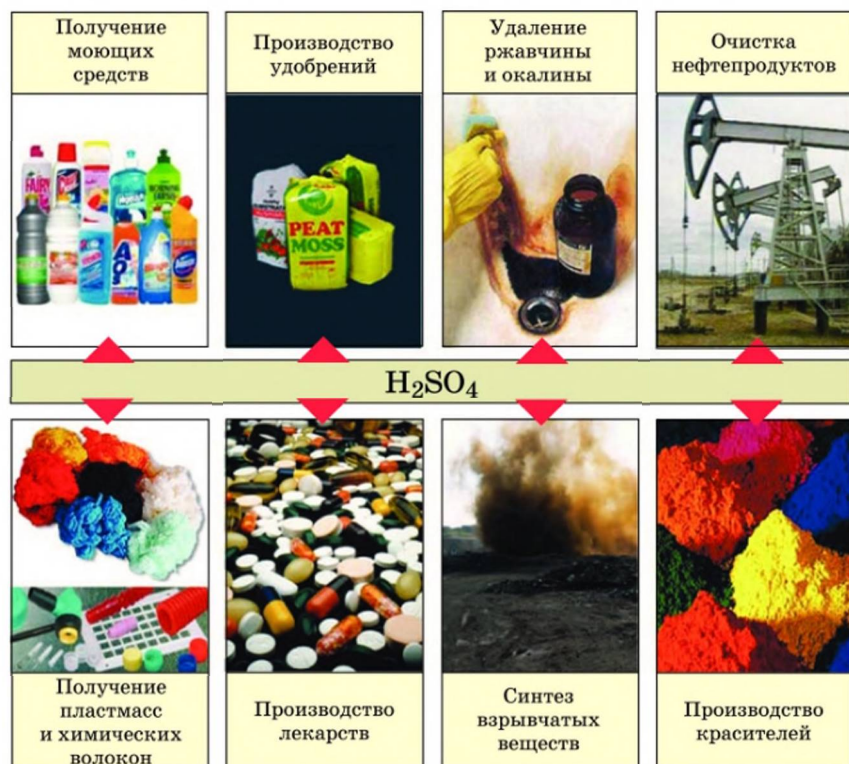 Получение
моющих
средств
Производство
удобрений
Удаление
ржавчины
и окалины
Очистка
нефтепродуктов
FAIRY
PEAT
MOSS
H₂SO₄
Получение
пластмасс
и химических
волокон
Производство
лекарств
Синтез
взрывчатых
веществ
Производство
красителей